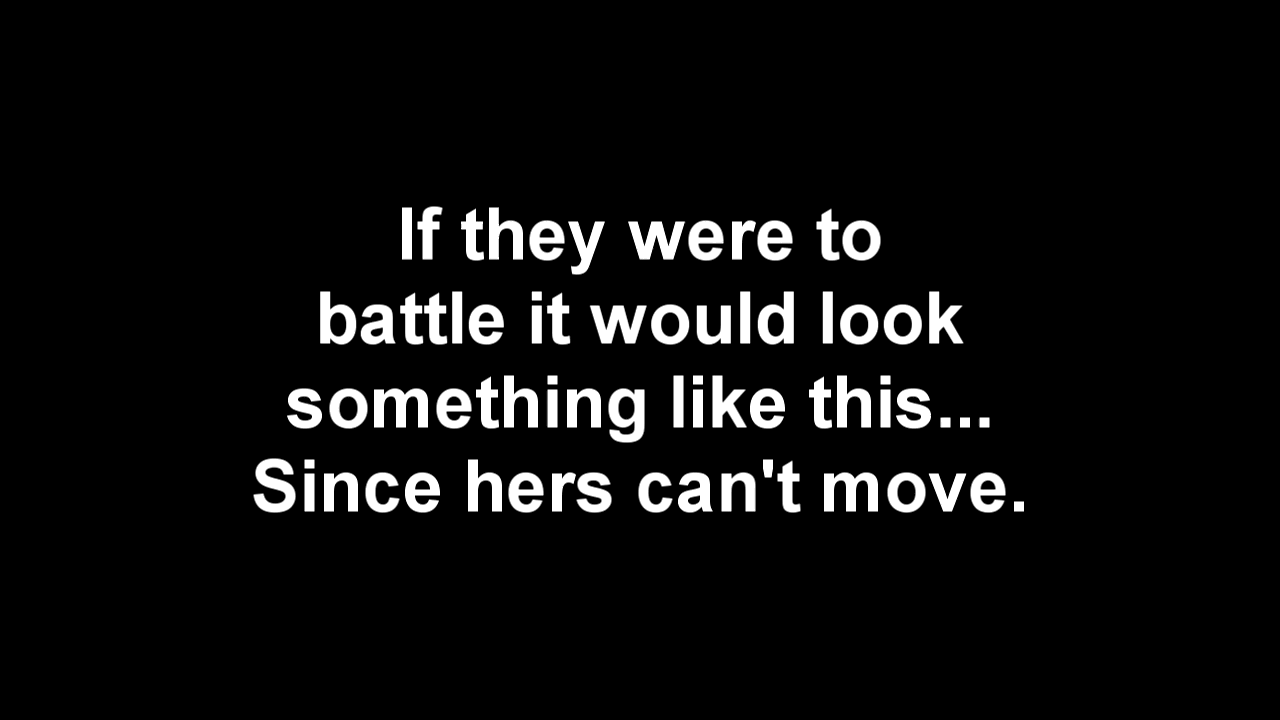 If they were to
battle it would look
something like this...
Since hers can't move.